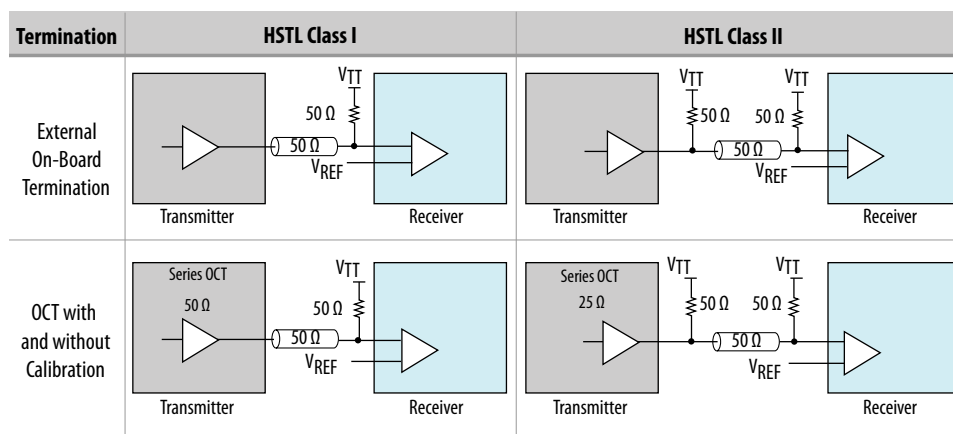 Termination
HSTL Class I
HSTL Class II
External
On-Board
Termination
VTT
50 Ω
50 Ω
VREF
Transmitter
Receiver
VTT
VTT
50 Ω
50 Ω
50 Ω
VREF
Transmitter
Receiver
OCT with
and without
Calibration
Series OCT
50 Ω
VTT
50 Ω
50 Ω
VREF
Transmitter
Receiver
Series OCT
25 Ω
VTT
VTT
50 Ω
50 Ω
50 Ω
VREF
Transmitter
Receiver